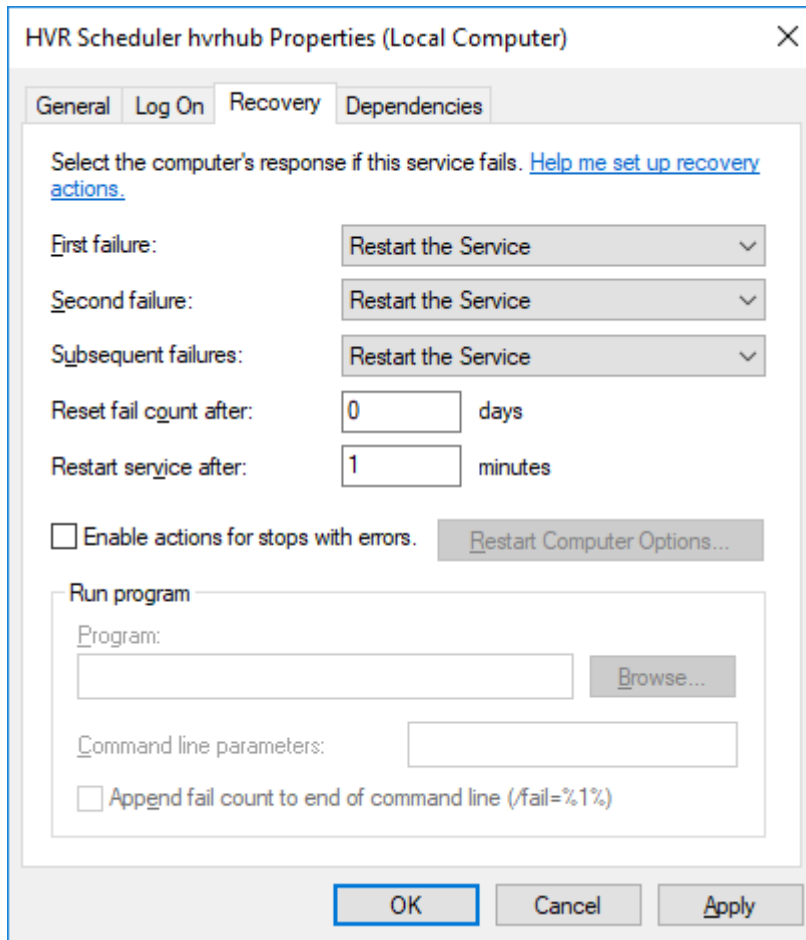 HVR Scheduler hvrhub Properties (Local Computer)
General Log On Recovery Dependencies
Select the computer's response if this service fails. Help me set up recovery
actions.
First failure: Restart the Service
Second failure: Restart the Service
Subsequent failures: Restart the Service
Reset fail count after: 0 days
Restart service after: 1 minutes
Enable actions for stops with errors. Restart Computer Options...
Run program
Program:
Browse...
Command line parameters:
Append fail count to end of command line (/fail=%1%)
OK Cancel Apply